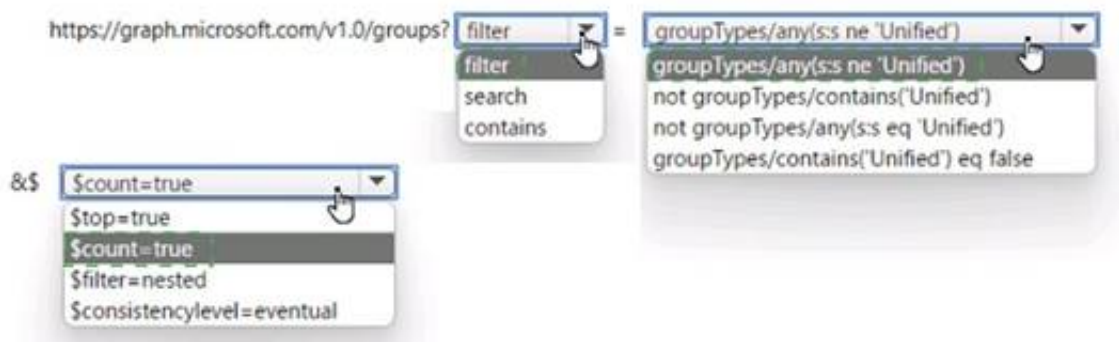 https://graph.microsoft.com/v1.0/groups? filter = groupTypes/any(s:s ne 'Unified')
filter
search
contains
groupTypes/any(s:s ne 'Unified')
not groupTypes/contains('Unified')
not groupTypes/any(s:s eq 'Unified')
groupTypes/contains('Unified') eq false
&$ $count=true
$top=true
$count=true
$filter=nested
$consistencylevel=eventual